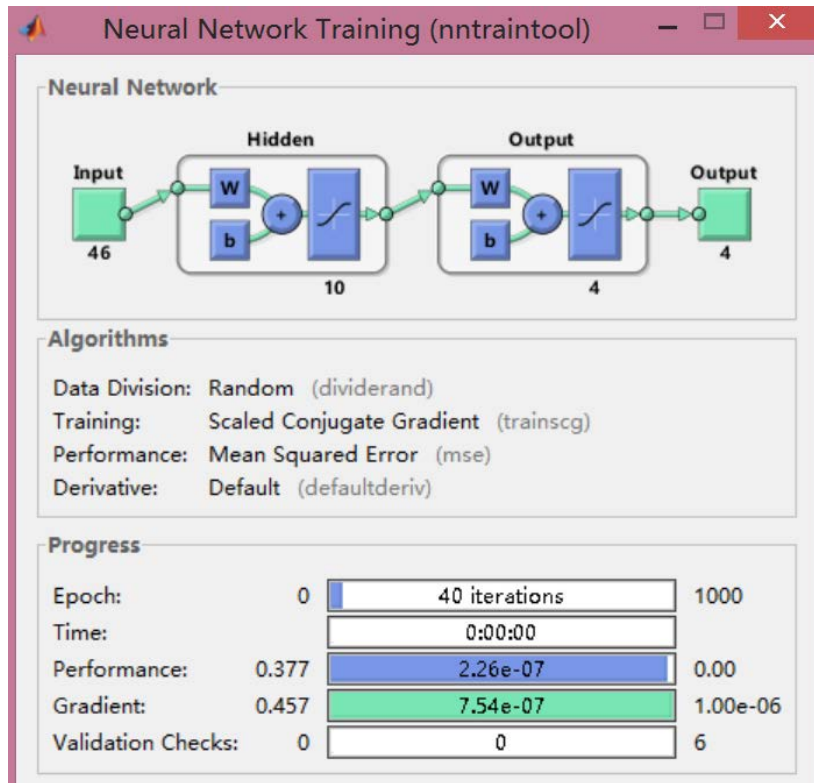 Neural Network Training (nntraintool)
Neural Network
Hidden
Output
Input
Output
W
W
b
b
+
+
46
10
4
4
Algorithms
Data Division: Random (dividerand)
Training: Scaled Conjugate Gradient (trainscg)
Performance: Mean Squared Error (mse)
Derivative: Default (defaultderiv)
Progress
Epoch: 0 40 iterations 1000
Time: 0:00:00
Performance: 0.377 2.26e-07 0.00
Gradient: 0.457 7.54e-07 1.00e-06
Validation Checks: 0 0 6